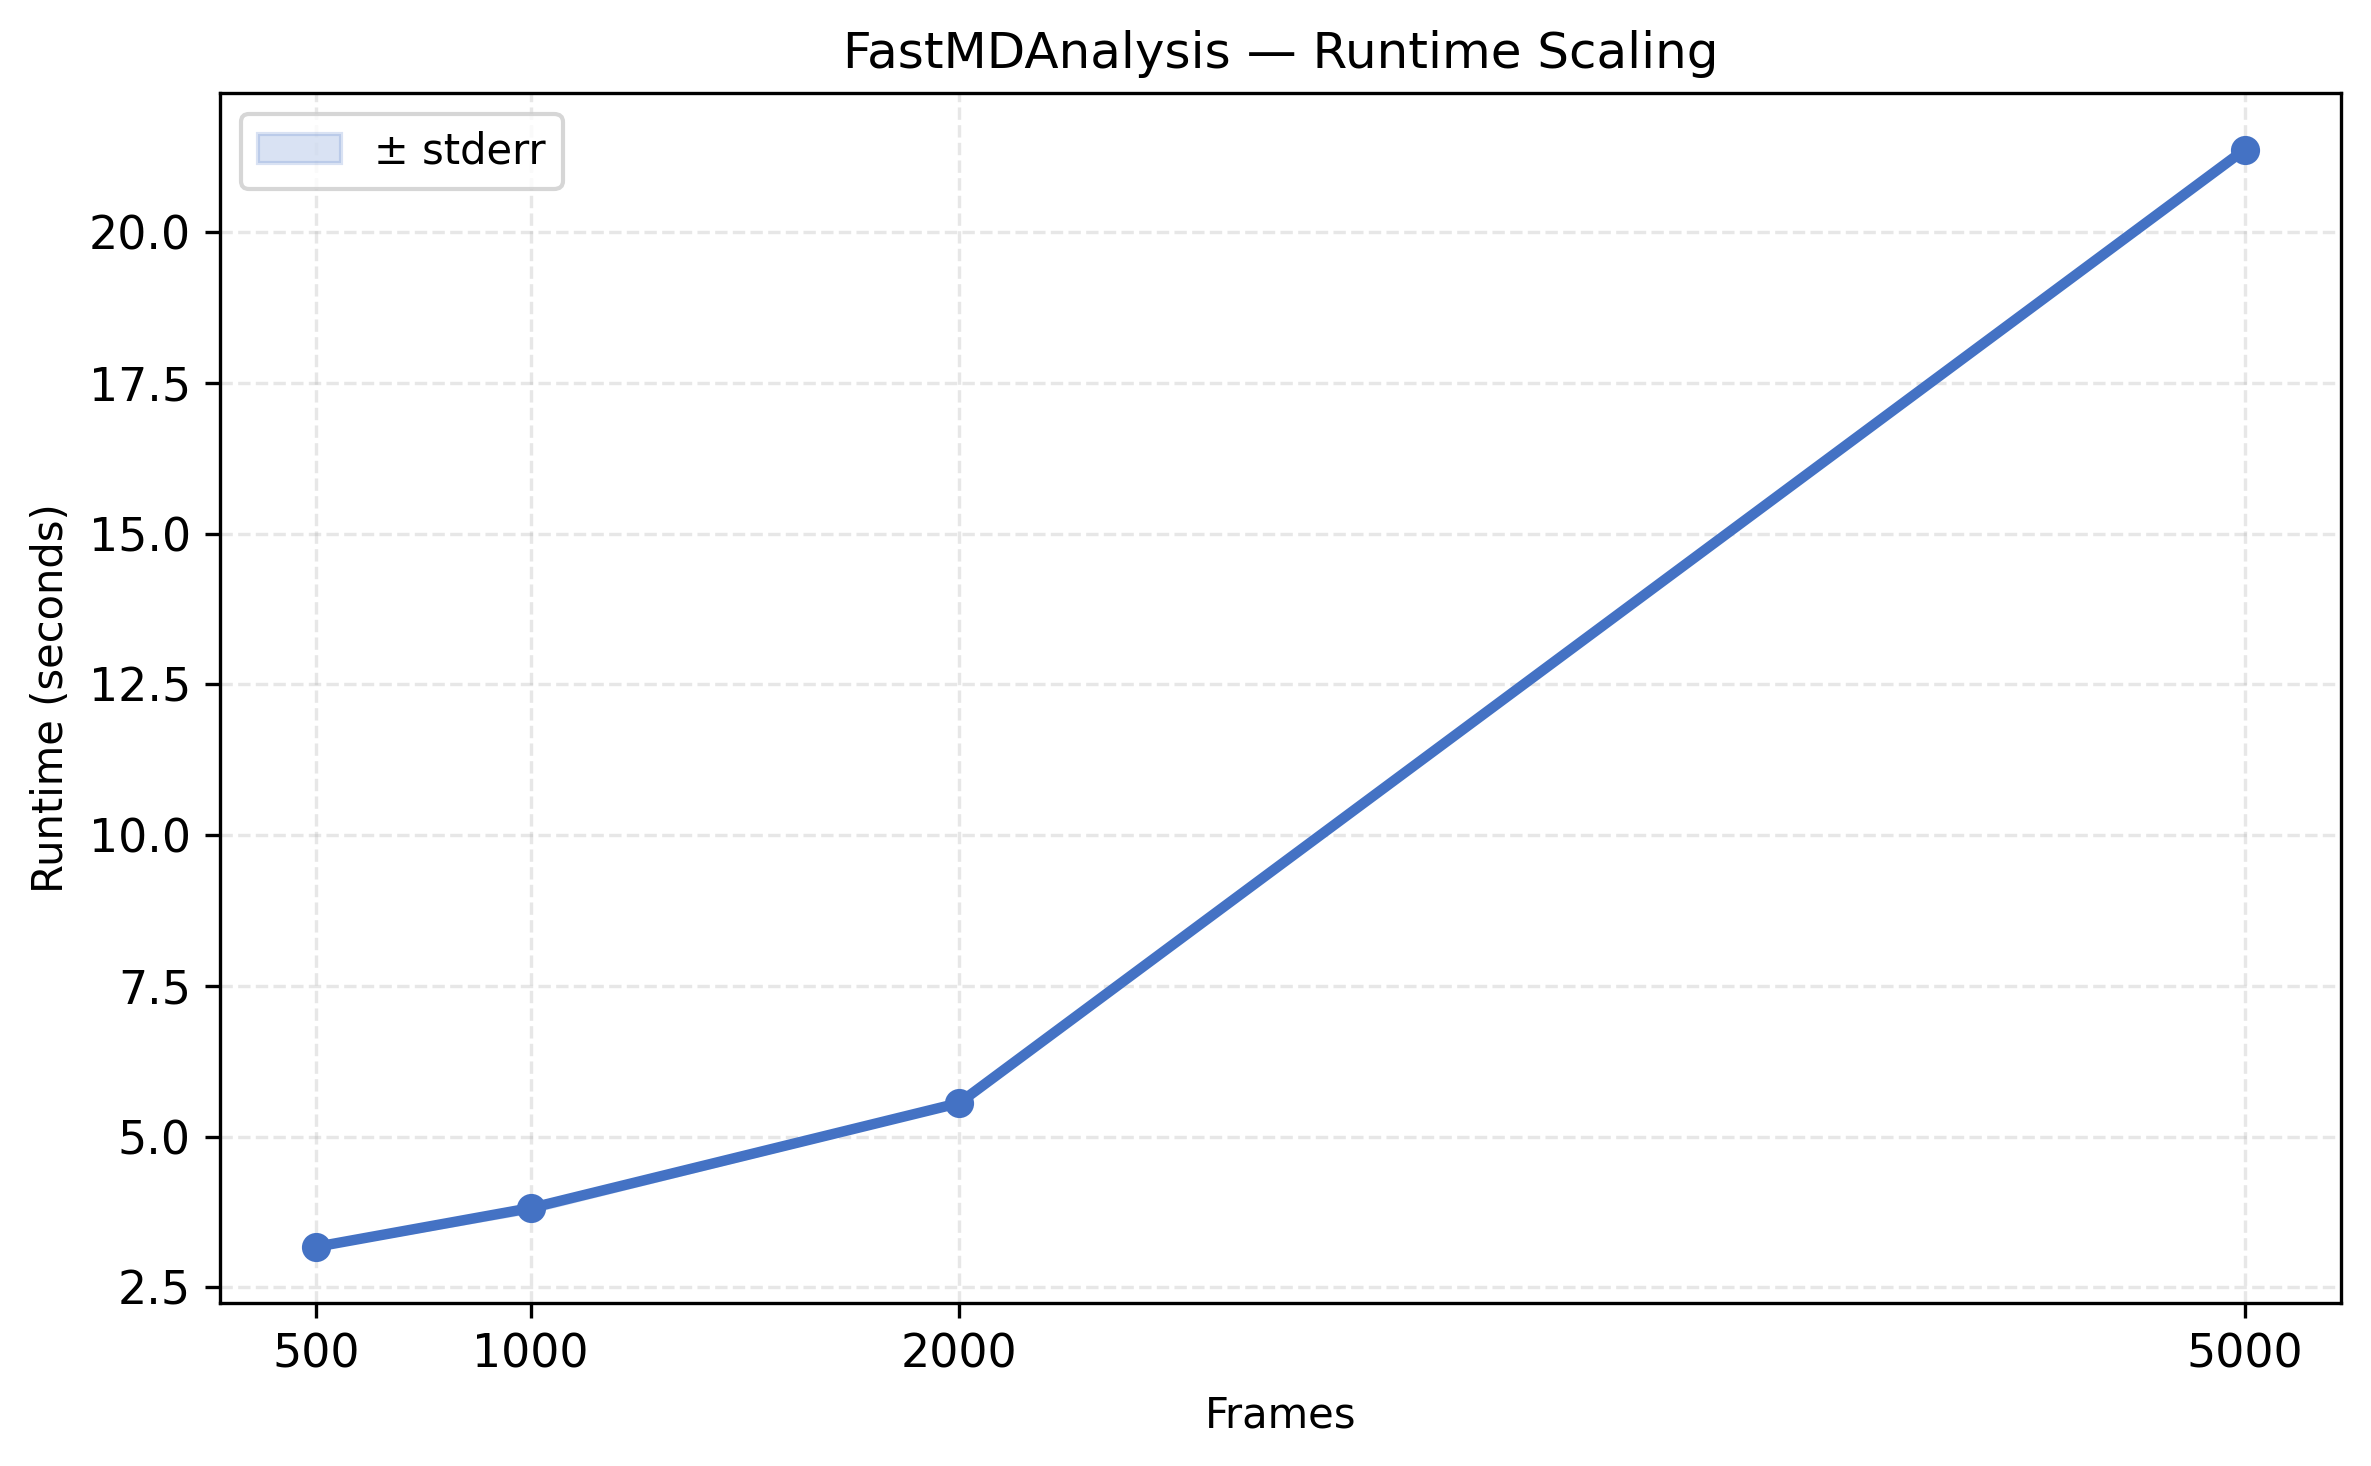 FastMDAnalysis — Runtime Scaling
± stderr
Runtime (seconds)
20.0
17.5
15.0
12.5
10.0
7.5
5.0
2.5
500 1000 2000 5000
Frames